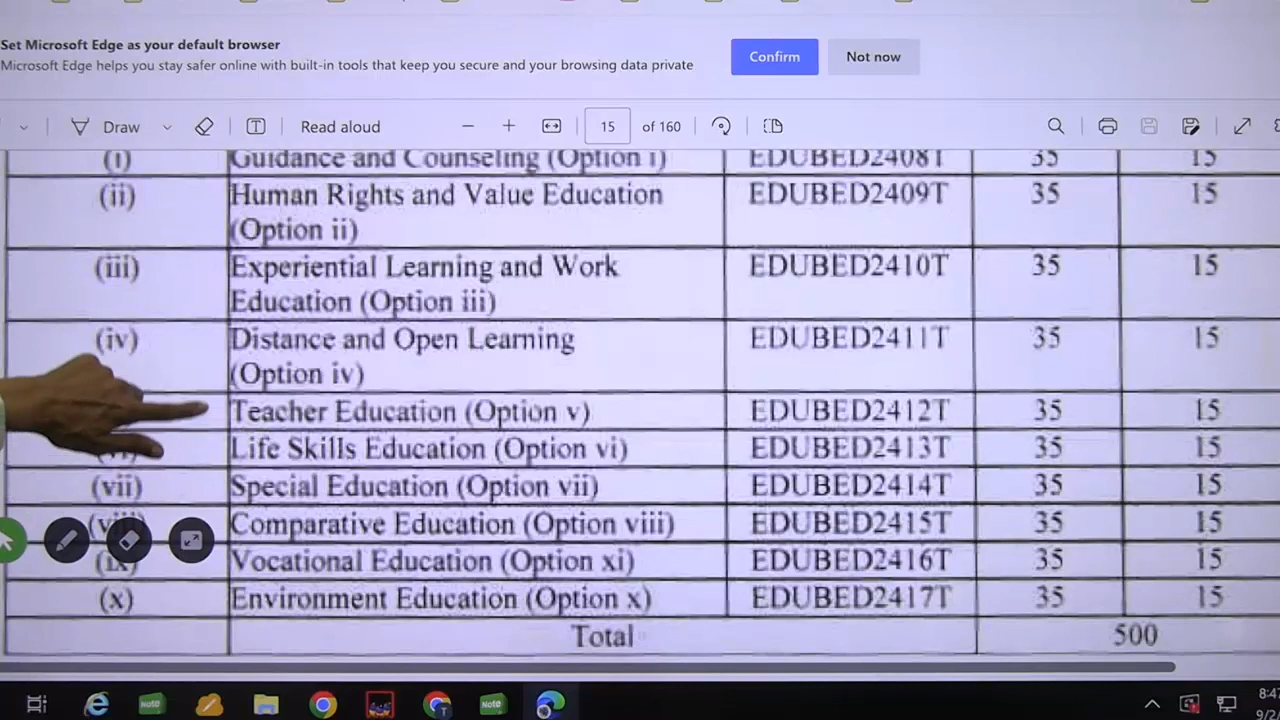 Set Microsoft Edge as your default browser
Microsoft Edge helps you stay safer online with built-in tools that keep you secure and your browsing data private
Confirm
Not now
Draw
Read aloud
15 of 160
(i) Guidance and Counseling (Option i) EDUBED2408T 35 15
(ii) Human Rights and Value Education EDUBED2409T 35 15
(Option ii)
(iii) Experiential Learning and Work EDUBED2410T 35 15
Education (Option iii)
(iv) Distance and Open Learning EDUBED2411T 35 15
(Option iv)
Teacher Education (Option v) EDUBED2412T 35 15
Life Skills Education (Option vi) EDUBED2413T 35 15
(vii) Special Education (Option vii) EDUBED2414T 35 15
(viii) Comparative Education (Option viii) EDUBED2415T 35 15
(ix) Vocational Education (Option xi) EDUBED2416T 35 15
(x) Environment Education (Option x) EDUBED2417T 35 15
Total 500
Note
T
Note
8:47